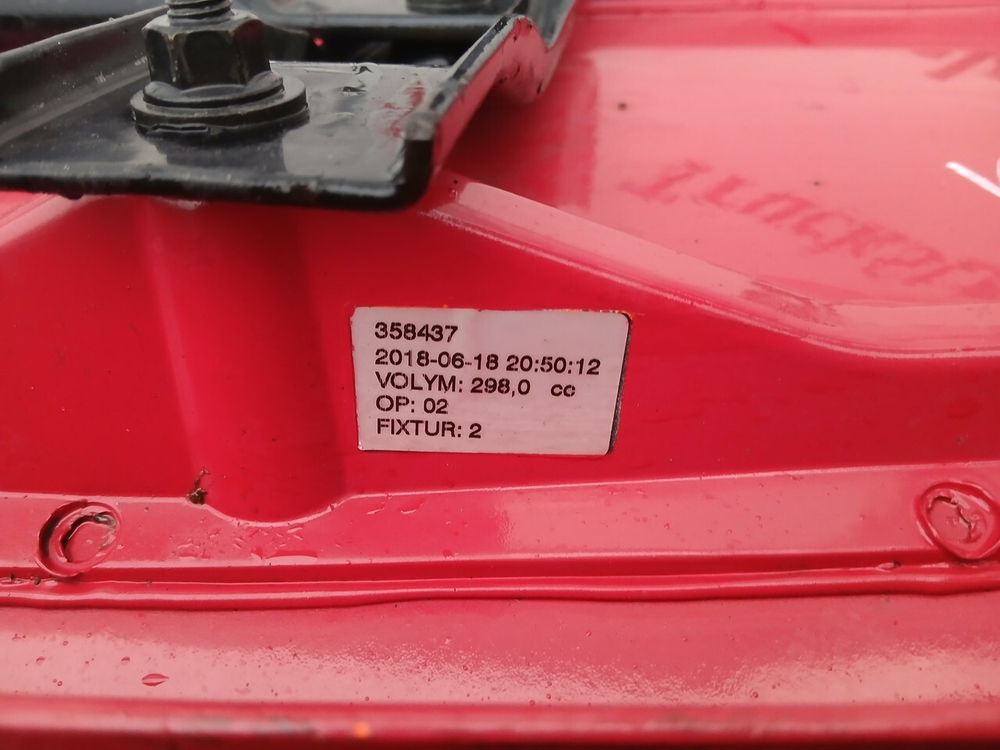 358437
2018-06-18 20:50:12
VOLYM: 298,0 cc
OP: 02
FIXTUR: 2